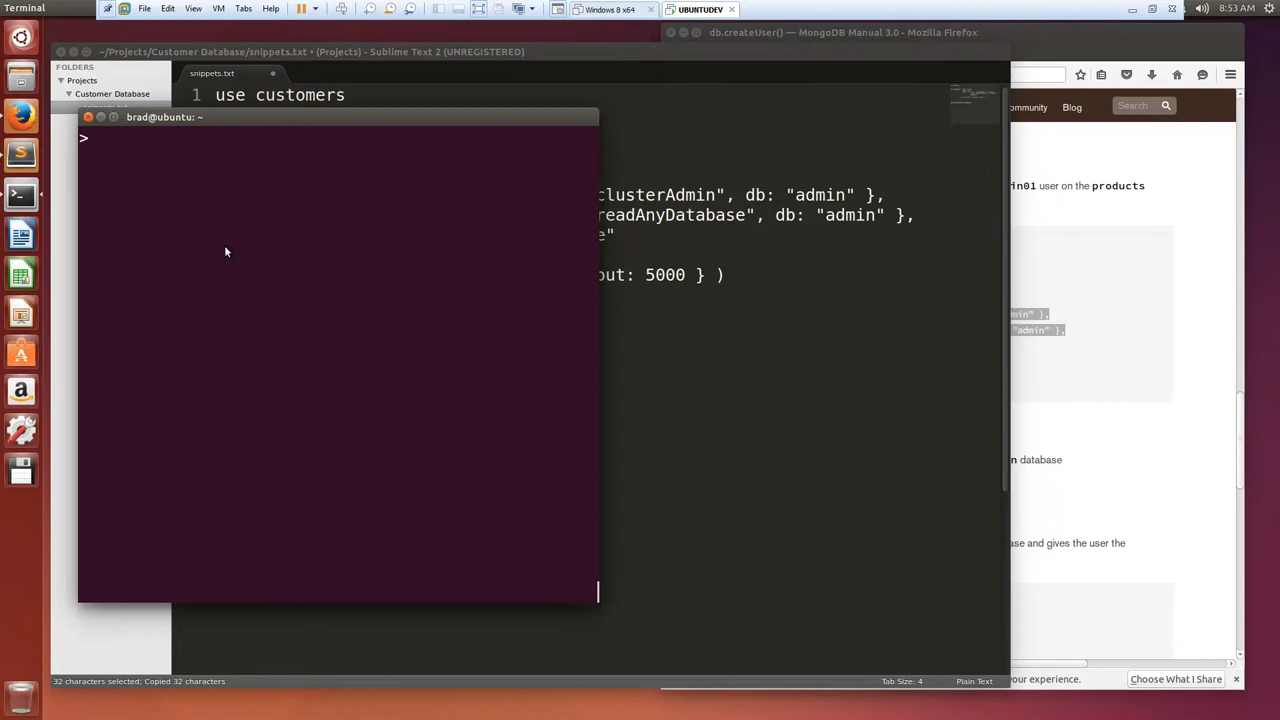 Terminal
File Edit View VM Tabs Help
Windows 8 x64
UBUNTUDEV
8:53 AM
db.createUser() — MongoDB Manual 3.0 - Mozilla Firefox
~/Projects/Customer Database/snippets.txt • (Projects) - Sublime Text 2 (UNREGISTERED)
FOLDERS
Projects
Customer Database
snippets.txt
1 use customers
brad@ubuntu: ~
>
clusterAdmin", db: "admin" },
readAnyDatabase", db: "admin" },
e"
out: 5000 } )
ommunity Blog
Search
in01 user on the products
dmin" },
"admin" },
n database
ase and gives the user the
32 characters selected; Copied 32 characters
Tab Size: 4
Plain Text
your experience.
Choose What I Share